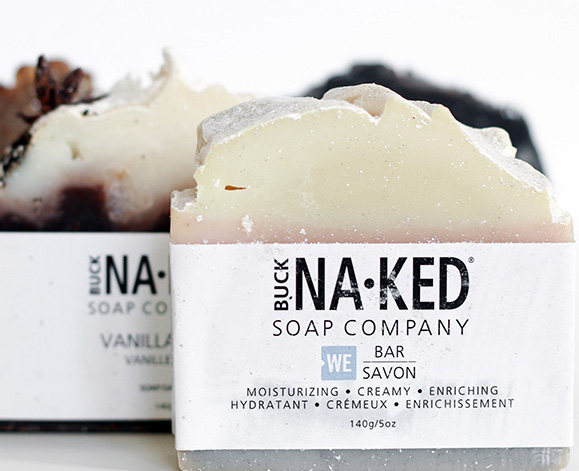 BUCK
NA•KED®
SOAP COMPANY
WE BAR
SAVON
MOISTURIZING • CREAMY • ENRICHING
HYDRATANT • CRÉMEUX • ENRICHISSEMENT
140g/5oz
BUCK
NA•
SOAP CO
VANILLA
VANILLE